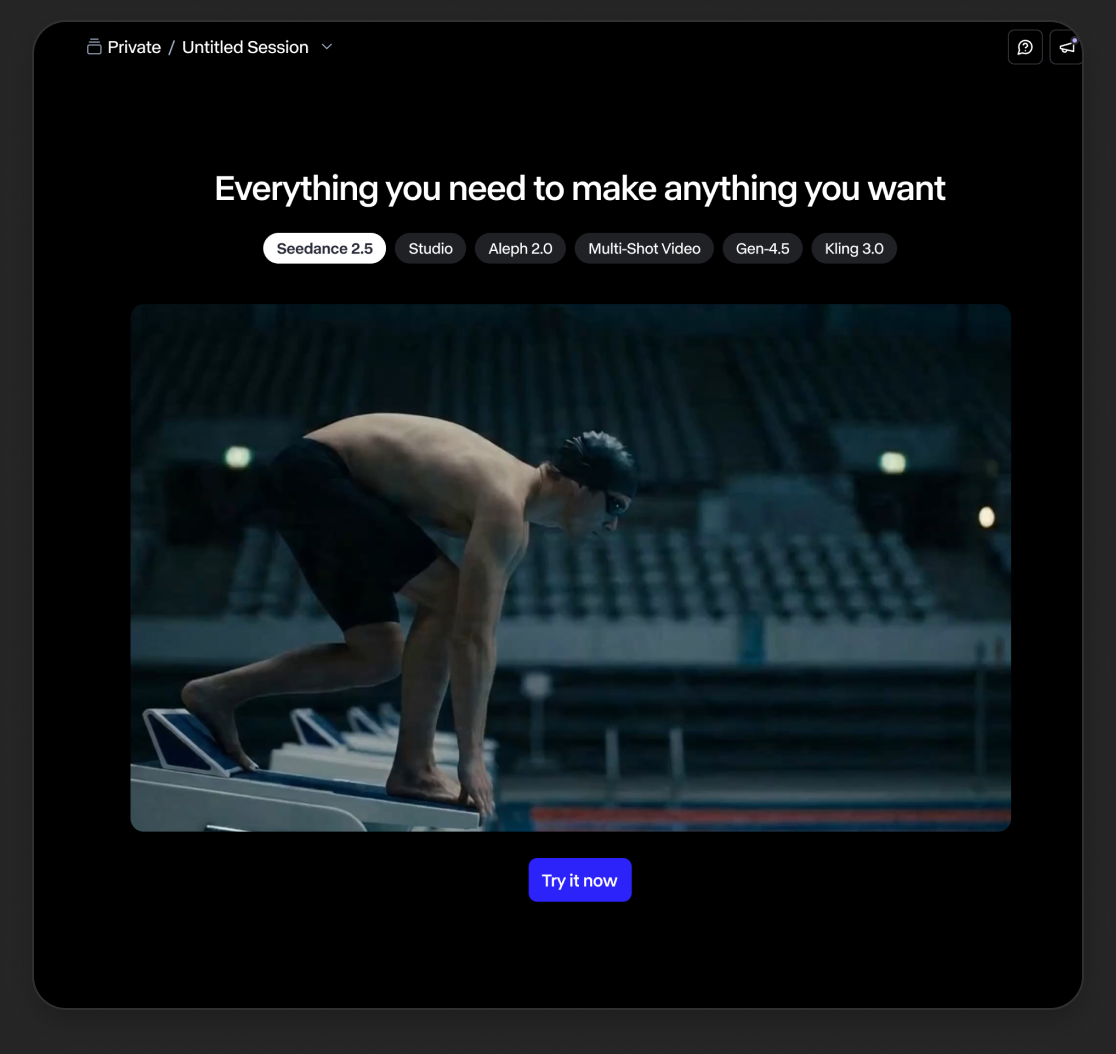 Private / Untitled Session
Everything you need to make anything you want
Seedance 2.5 Studio Aleph 2.0 Multi-Shot Video Gen-4.5 Kling 3.0
Try it now